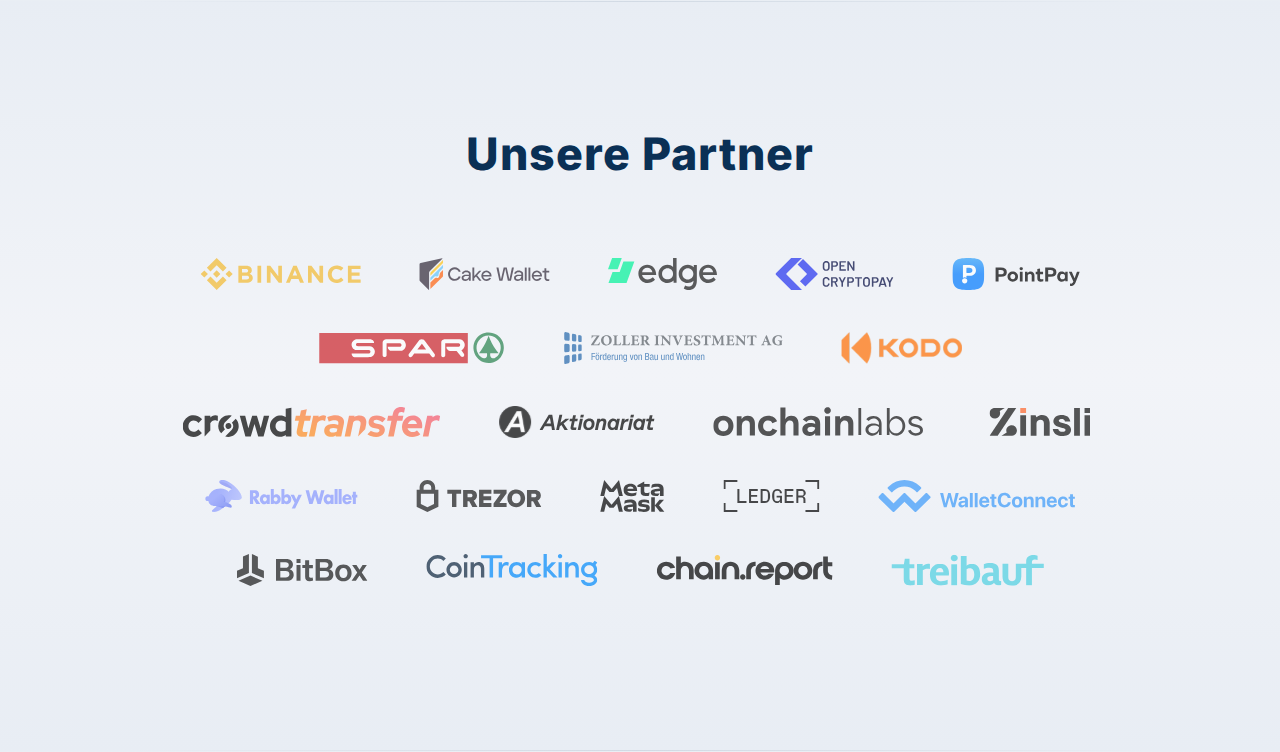 Unsere Partner
BINANCE
Cake Wallet
edge
OPEN
CRYPTOPAY
P
PointPay
SPAR
ZOLLER INVESTMENT AG
Förderung von Bau und Wohnen
KODO
crowdtransfer
A
Aktionariat
onchainlabs
Zinsli
Rabby Wallet
TREZOR
Meta
Mask
LEDGER
WalletConnect
BitBox
CoinTracking
chain.report
treibauf